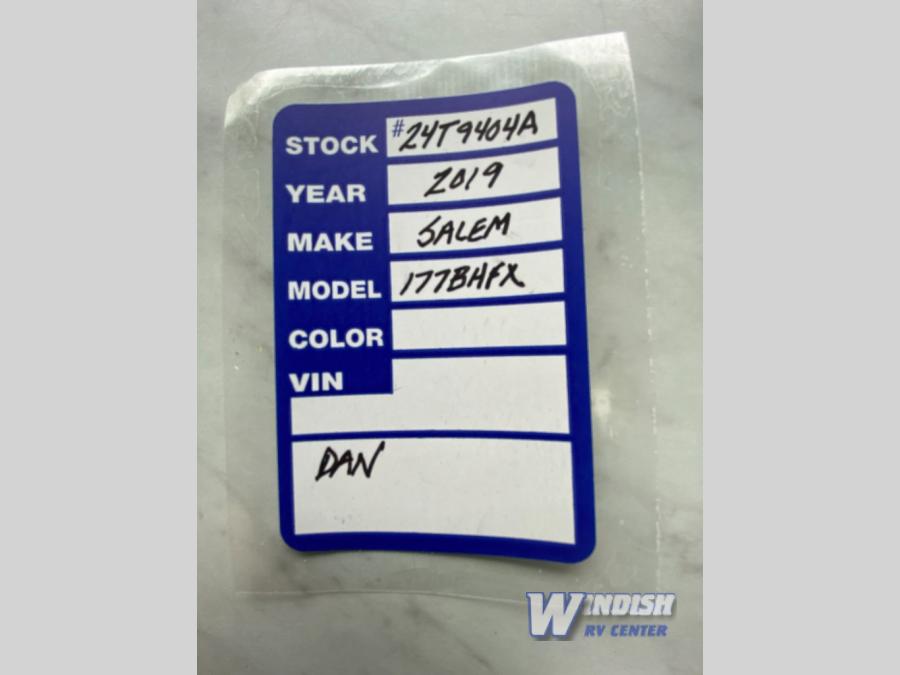 STOCK #24T9404A
YEAR 2019
MAKE SALEM
MODEL 177BHFX
COLOR
VIN
DAN
WINDISH
RV CENTER